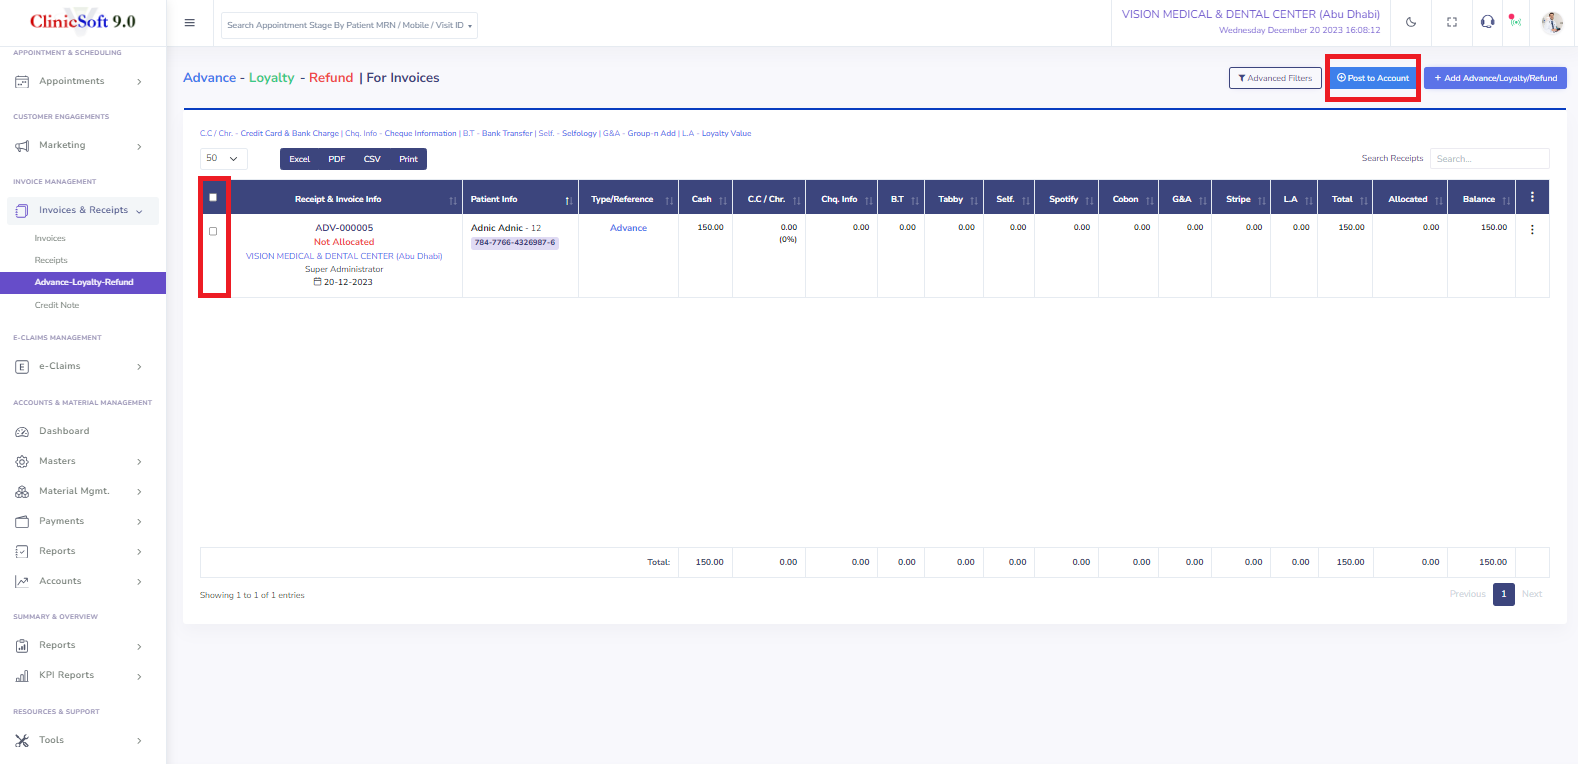 ClinicSoft 9.0
Search Appointment Stage By Patient MRN / Mobile / Visit ID
VISION MEDICAL & DENTAL CENTER (Abu Dhabi)
Wednesday December 20 2023 16:08:12
APPOINTMENT & SCHEDULING
Appointments
CUSTOMER ENGAGEMENTS
Marketing
INVOICE MANAGEMENT
Invoices & Receipts
Invoices
Receipts
Advance-Loyalty-Refund
Credit Note
E-CLAIMS MANAGEMENT
E e-Claims
ACCOUNTS & MATERIAL MANAGEMENT
Dashboard
Masters
Material Mgmt.
Payments
Reports
Accounts
SUMMARY & OVERVIEW
Reports
KPI Reports
RESOURCES & SUPPORT
Tools
Advance - Loyalty - Refund | For Invoices
Advanced Filters
Post to Account
+ Add Advance/Loyalty/Refund
C.C / Chr. - Credit Card & Bank Charge | Chq. Info - Cheque Information | B.T - Bank Transfer | Self. - Selfology | G&A - Group-n Add | L.A - Loyalty Value
50
Excel PDF CSV Print
Search Receipts Search...
Receipt & Invoice Info Patient Info Type/Reference Cash C.C / Chr. Chq. Info B.T Tabby Self. Spotify Cobon G&A Stripe L.A Total Allocated Balance
ADV-000005 Adnic Adnic - 12 Advance 150.00 0.00 0.00 0.00 0.00 0.00 0.00 0.00 0.00 0.00 0.00 150.00 0.00 150.00
Not Allocated 784-7766-4326987-6 (0%)
VISION MEDICAL & DENTAL CENTER (Abu Dhabi)
Super Administrator
20-12-2023
Total: 150.00 0.00 0.00 0.00 0.00 0.00 0.00 0.00 0.00 0.00 0.00 150.00 0.00 150.00
Showing 1 to 1 of 1 entries
Previous 1 Next